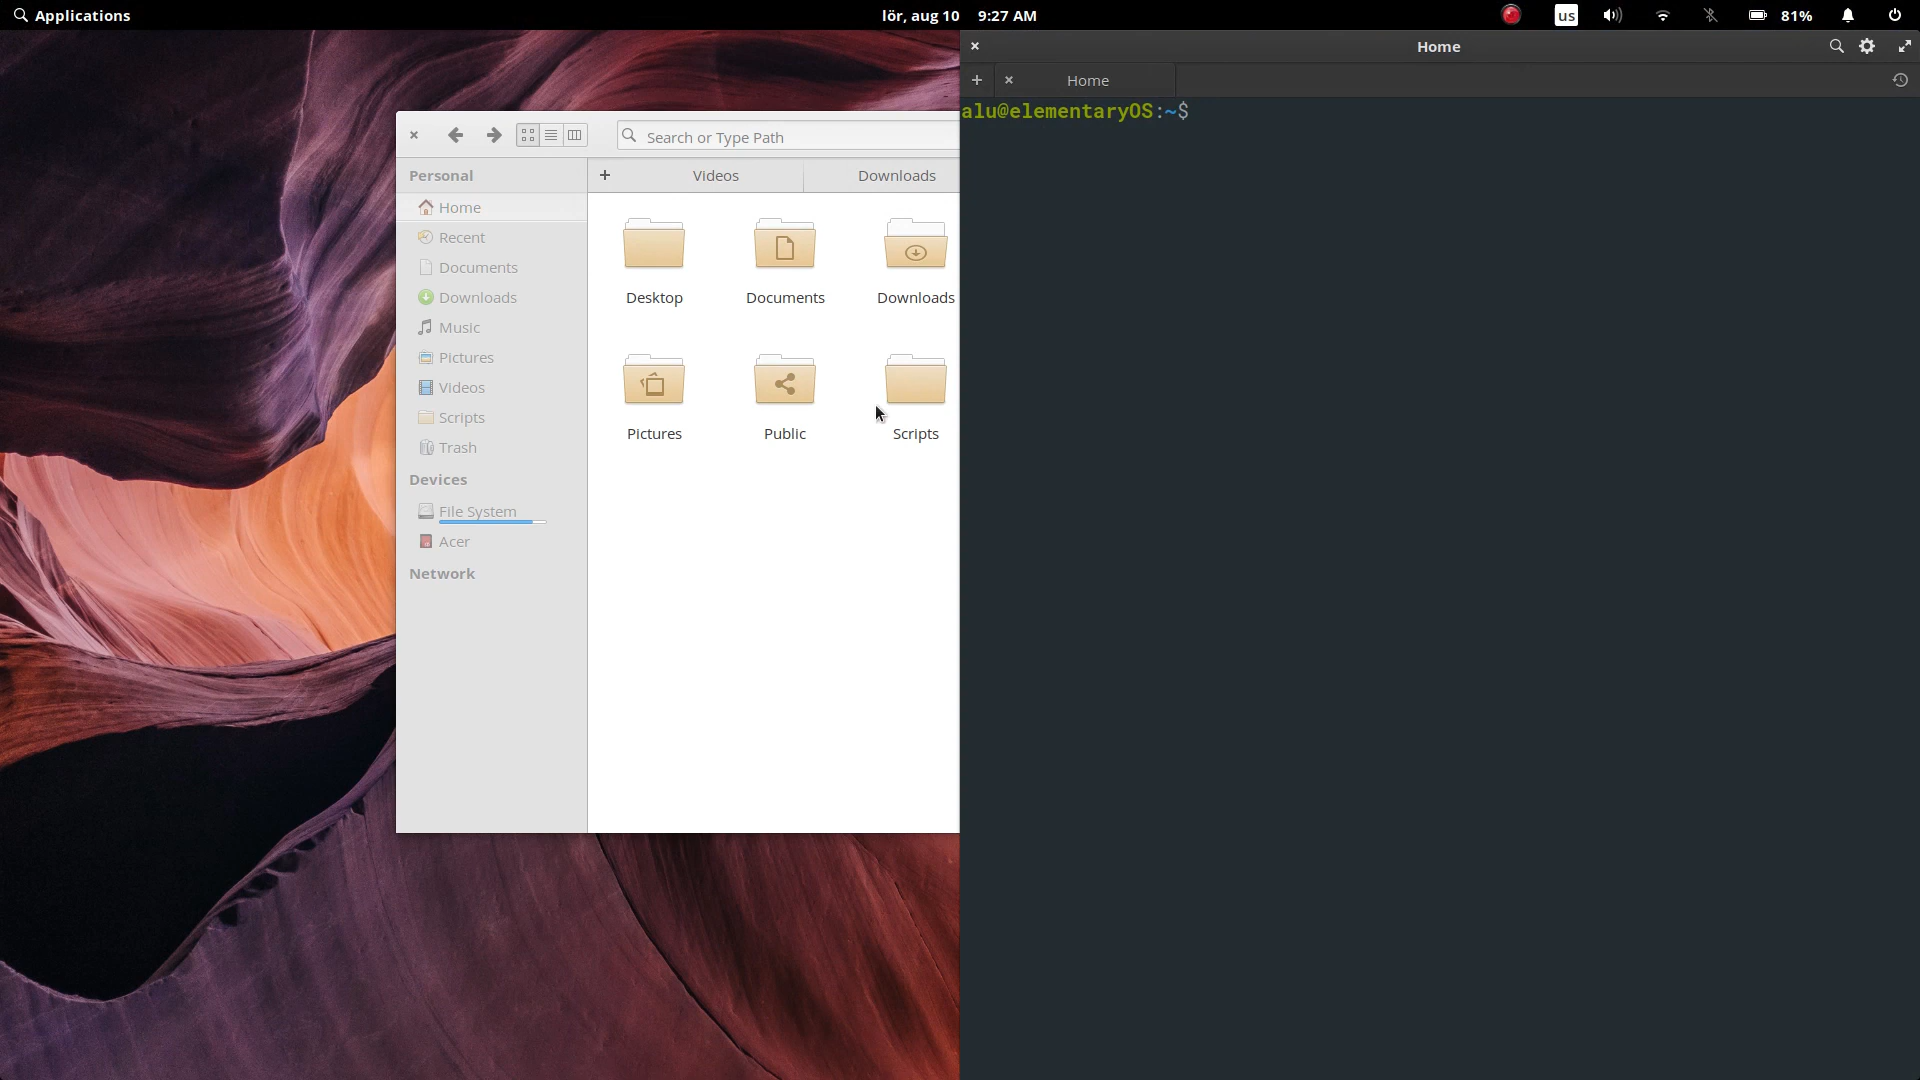 Applications
lör, aug 10 9:27 AM
us
81%
Home
Home
alu@elementaryOS:~$
Search or Type Path
Personal
Videos
Downloads
Home
Recent
Documents
Downloads
Music
Pictures
Videos
Scripts
Trash
Devices
File System
Acer
Network
Desktop
Documents
Downloads
Pictures
Public
Scripts